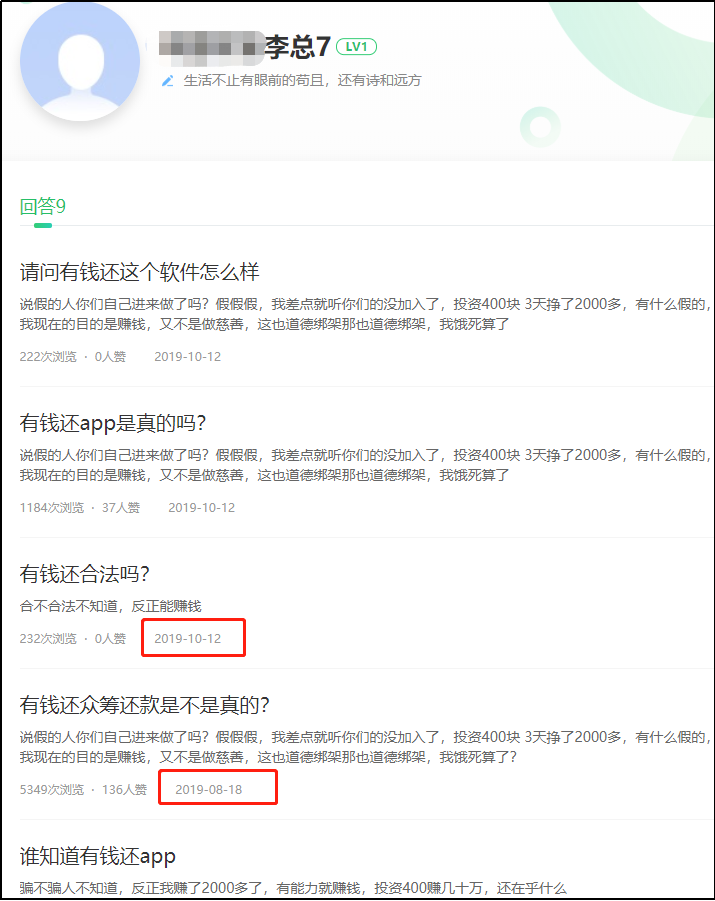 李总7 LV1
生活不止有眼前的苟且，还有诗和远方
回答9
请问有钱还这个软件怎么样
说假的人你们自己进来做了吗？假假假，我差点就听你们的没加入了，投资400块 3天挣了2000多，有什么假的，
我现在的目的是赚钱，又不是做慈善，这也道德绑架那也道德绑架，我饿死算了
222次浏览 · 0人赞 2019-10-12
有钱还app是真的吗？
说假的人你们自己进来做了吗？假假假，我差点就听你们的没加入了，投资400块 3天挣了2000多，有什么假的，
我现在的目的是赚钱，又不是做慈善，这也道德绑架那也道德绑架，我饿死算了
1184次浏览 · 37人赞 2019-10-12
有钱还合法吗？
合不合法不知道，反正能赚钱
232次浏览 · 0人赞 2019-10-12
有钱还众筹还款是不是真的？
说假的人你们自己进来做了吗？假假假，我差点就听你们的没加入了，投资400块 3天挣了2000多，有什么假的，
我现在的目的是赚钱，又不是做慈善，这也道德绑架那也道德绑架，我饿死算了？
5349次浏览 · 136人赞 2019-08-18
谁知道有钱还app
骗不骗人不知道，反正我赚了2000多了，有能力就赚钱，投资400赚几十万，还在乎什么